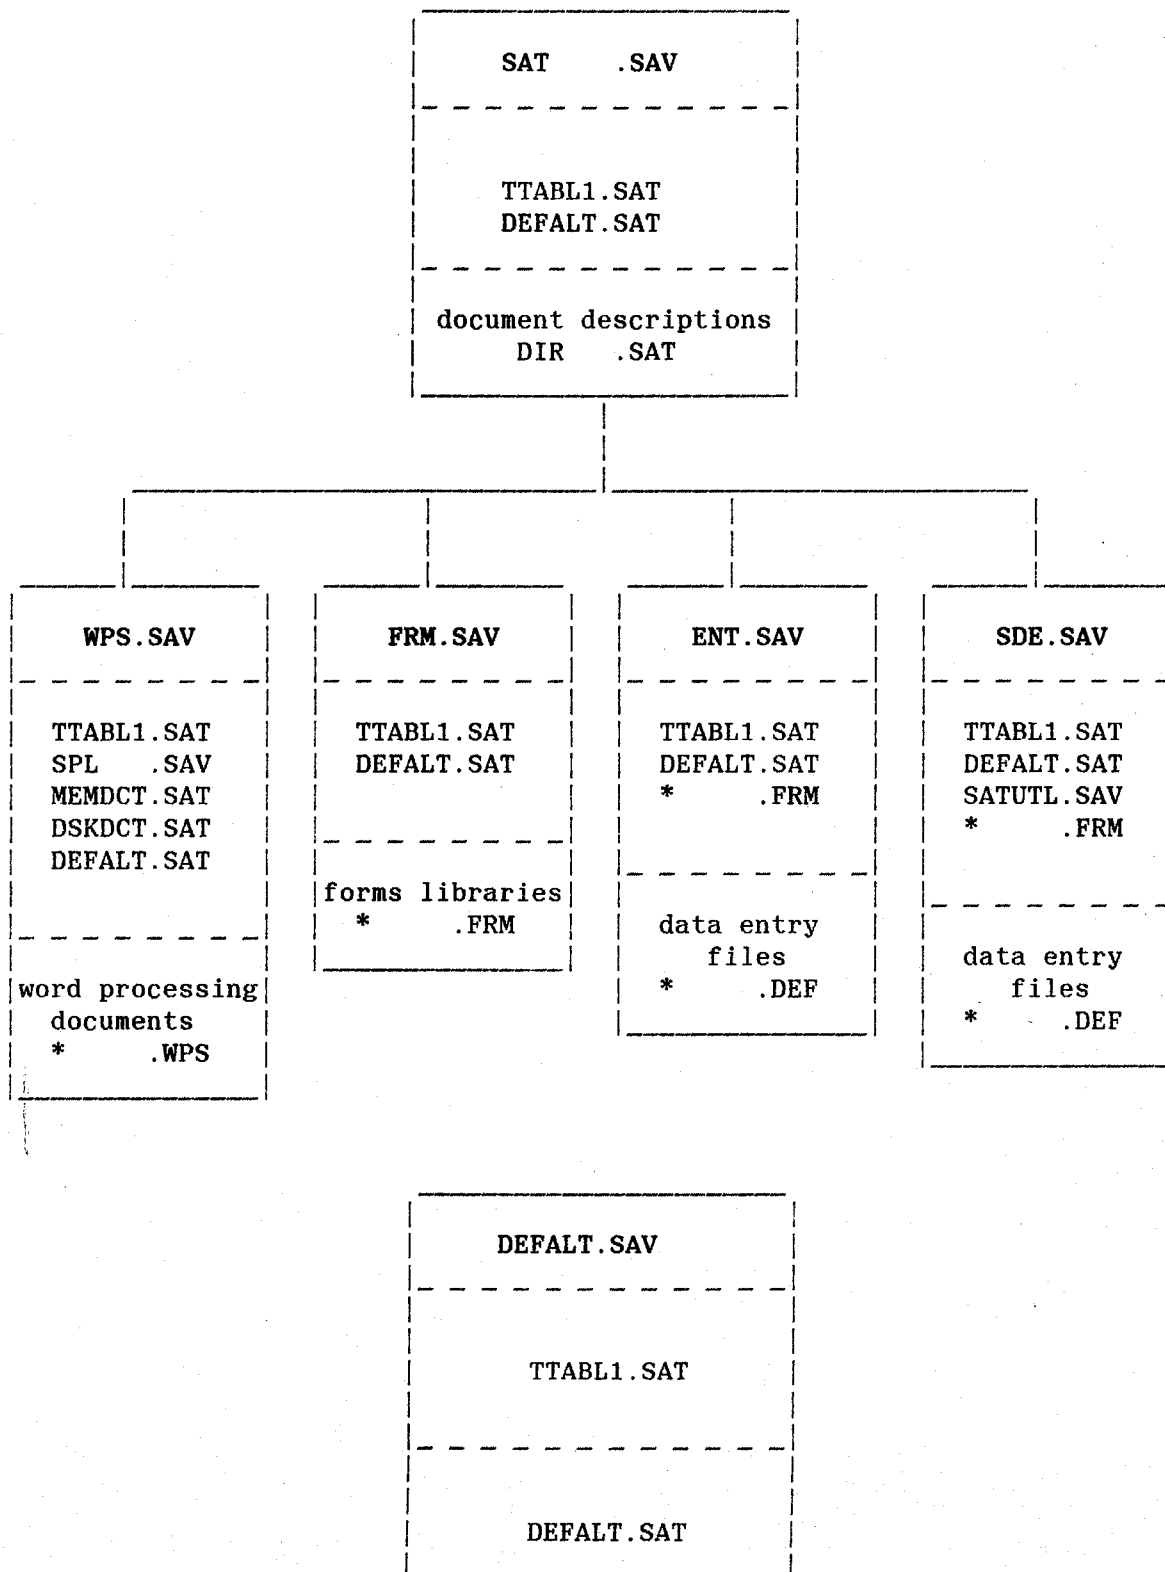 SAT .SAV
TTABL1.SAT
DEFALT.SAT
document descriptions
DIR .SAT
WPS.SAV
TTABL1.SAT
SPL .SAV
MEMDCT.SAT
DSKDCT.SAT
DEFALT.SAT
word processing
documents
* .WPS
FRM.SAV
TTABL1.SAT
DEFALT.SAT
forms libraries
* .FRM
ENT.SAV
TTABL1.SAT
DEFALT.SAT
* .FRM
data entry
files
* .DEF
SDE.SAV
TTABL1.SAT
DEFALT.SAT
SATUTL.SAV
* .FRM
data entry
files
* .DEF
DEFALT.SAV
TTABL1.SAT
DEFALT.SAT